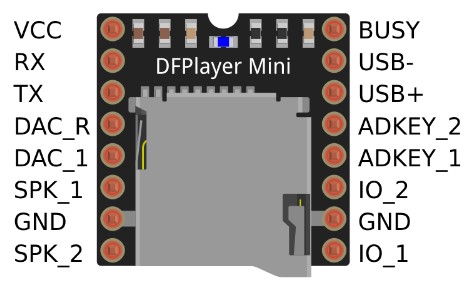 VCC
RX
TX
DAC_R
DAC_1
SPK_1
GND
SPK_2
DFPlayer Mini
BUSY
USB-
USB+
ADKEY_2
ADKEY_1
IO_2
GND
IO_1